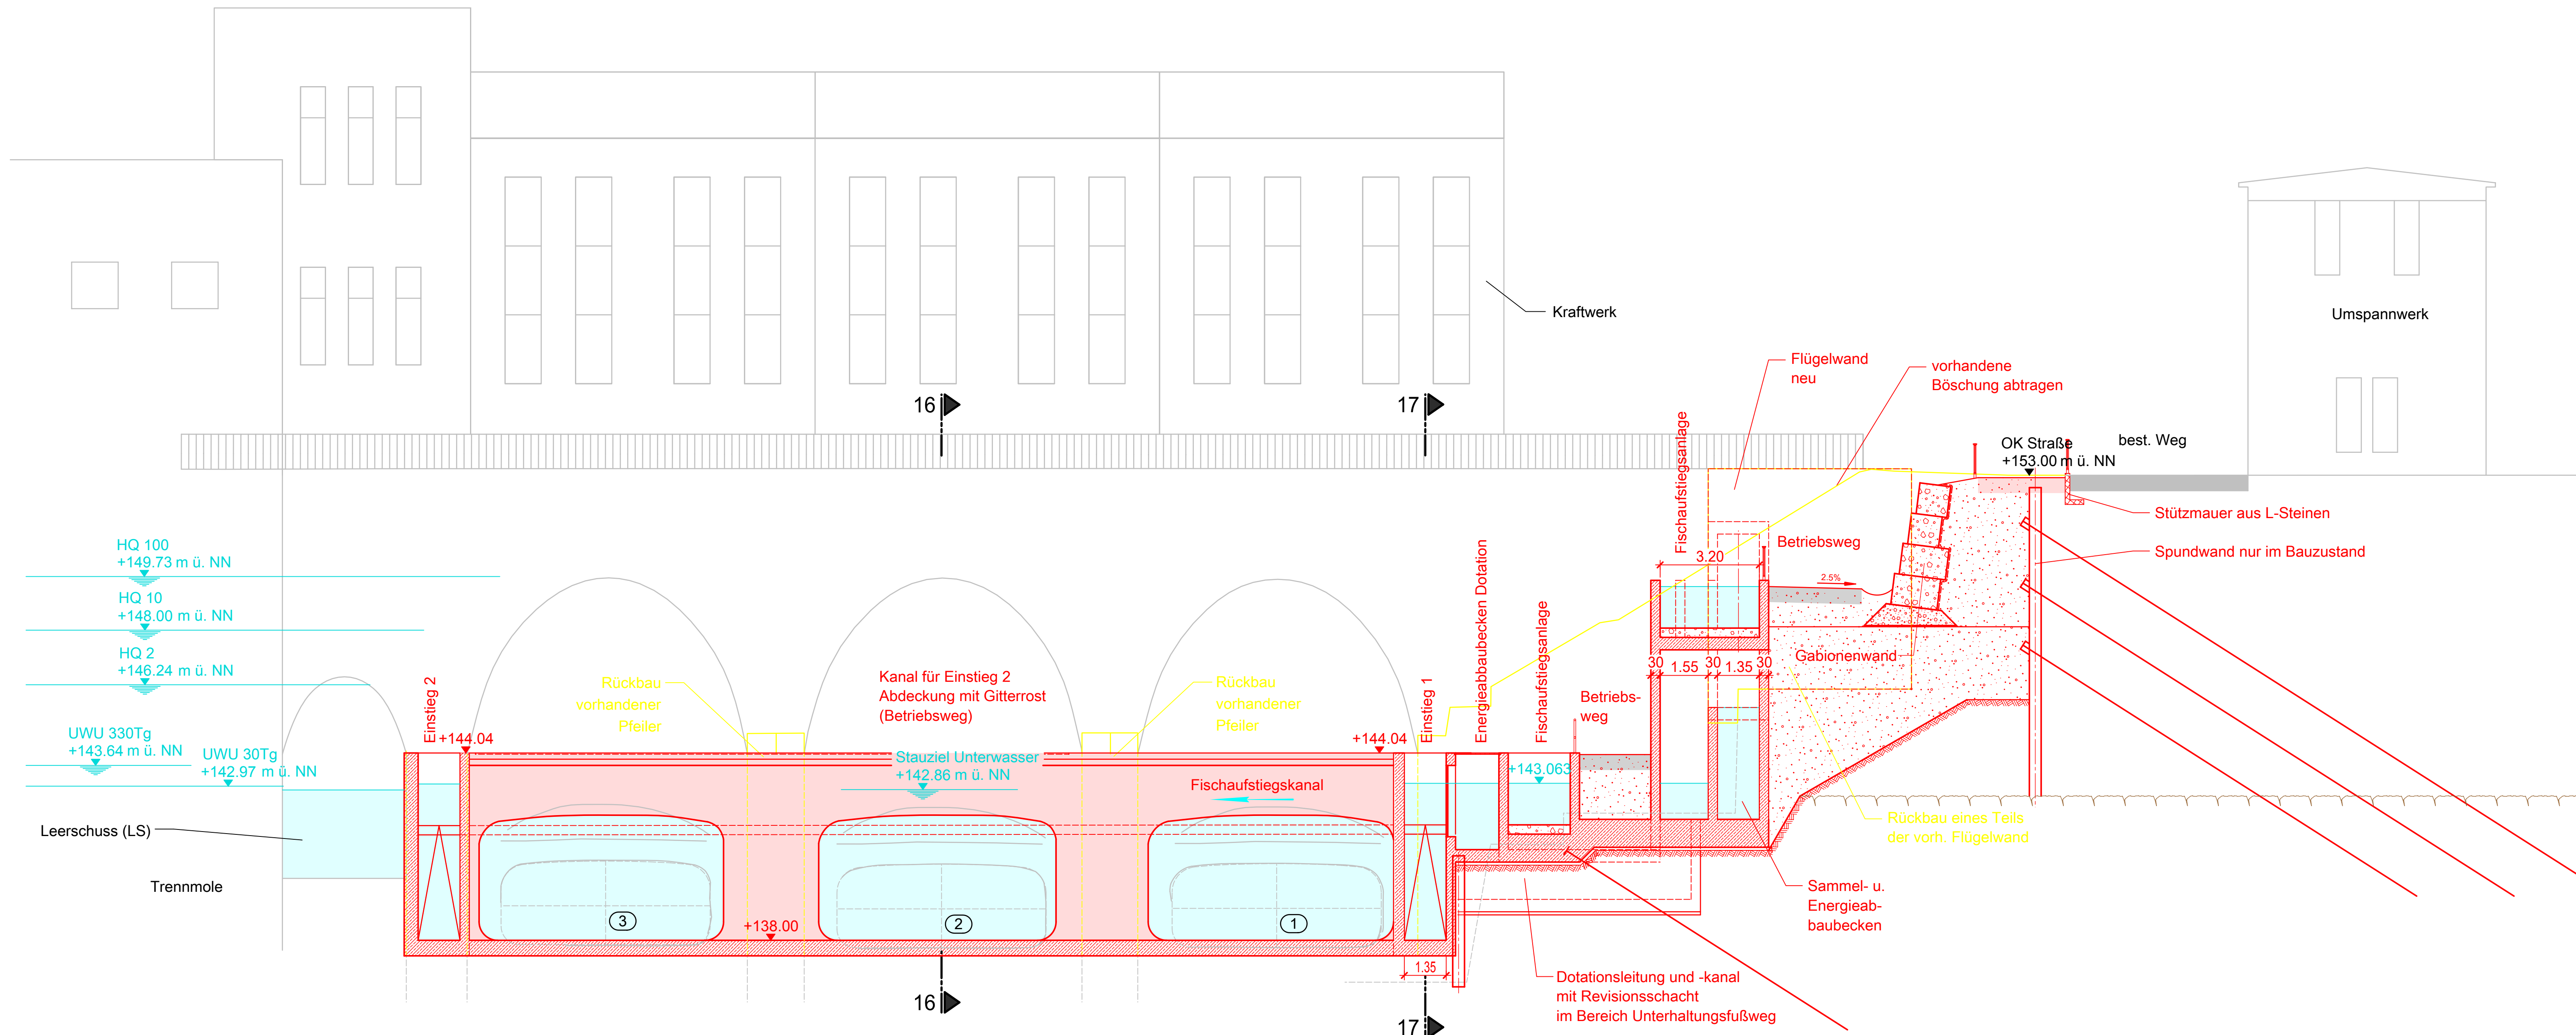 Kraftwerk
Umspannwerk
Flügelwand
neu
vorhandene
Böschung abtragen
16
17
Fischaufstiegsanlage
OK Straße
+153.00 m ü. NN
best. Weg
Stützmauer aus L-Steinen
Spundwand nur im Bauzustand
Betriebsweg
3.20
2.5%
HQ 100
+149.73 m ü. NN
HQ 10
+148.00 m ü. NN
HQ 2
+146.24 m ü. NN
UWU 330Tg
+143.64 m ü. NN
UWU 30Tg
+142.97 m ü. NN
Einstieg 2
+144.04
Rückbau
vorhandener
Pfeiler
Kanal für Einstieg 2
Abdeckung mit Gitterrost
(Betriebsweg)
Rückbau
vorhandener
Pfeiler
Stauziel Unterwasser
+142.86 m ü. NN
+144.04
Einstieg 1
Energieabbaubecken Dotation
Fischaufstiegsanlage
Betriebs-
weg
30
1.55
30
1.35
30
Gabionenwand
+143.063
Fischaufstiegskanal
Leerschuss (LS)
Trennmole
3
+138.00
2
1
1.35
Rückbau eines Teils
der vorh. Flügelwand
Sammel- u.
Energieab-
baubecken
Dotationsleitung und -kanal
mit Revisionsschacht
im Bereich Unterhaltungsfußweg
16
17